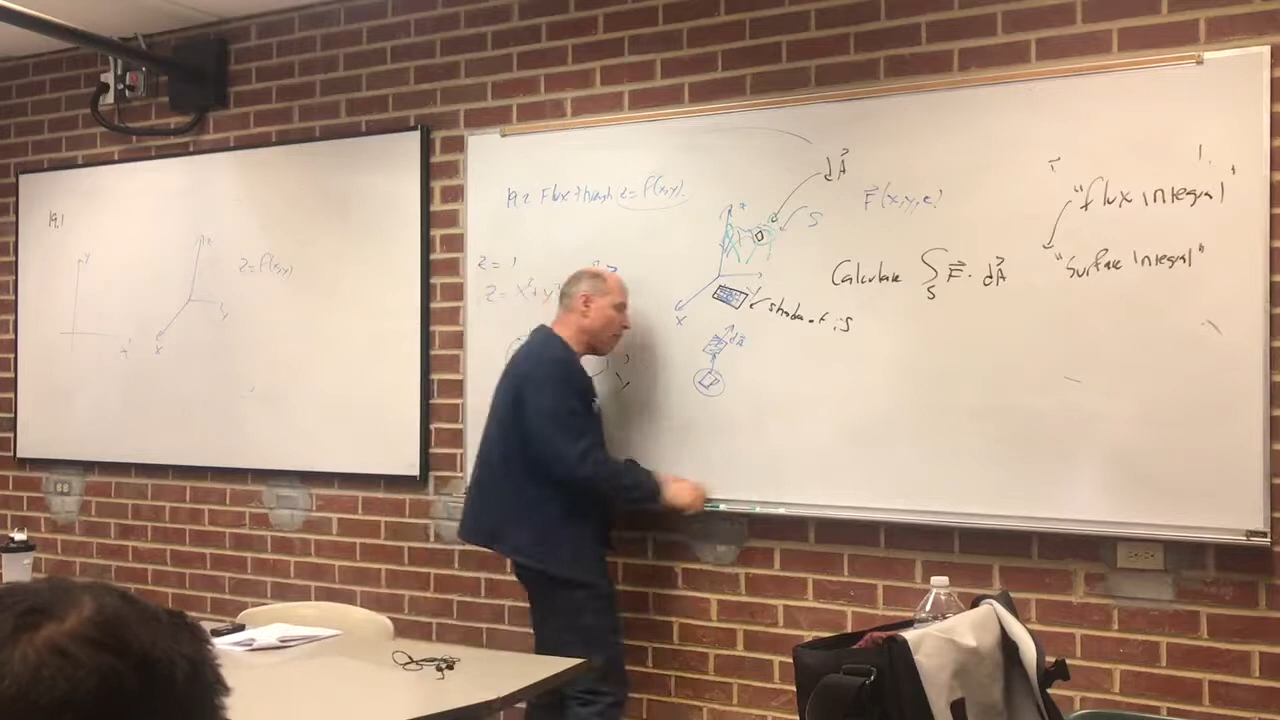 19.1
y
x
z
y
x
z = f(x,y)
19.2 Flux through z = f(x,y).
z = 1
z = x²+y²
z
y
x
S
dA⃗
shadow of S
dA⃗
F⃗(x,y,z)
Calculate ∫S F⃗ · dA⃗
"flux integral"
"Surface Integral"